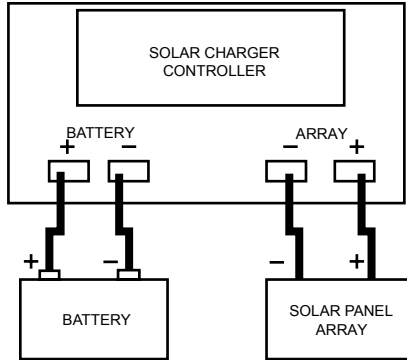 SOLAR CHARGER
CONTROLLER
BATTERY
ARRAY
+ − − +
+ − − +
BATTERY
SOLAR PANEL
ARRAY